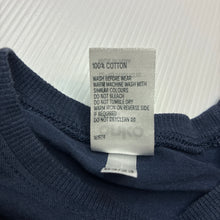 100% COTTON
WASH BEFORE WEAR
WARM MACHINE WASH WITH
SIMILAR COLOURS
DO NOT BLEACH
DO NOT TUMBLE DRY
WARM IRON ON REVERSE SIDE
IF REQUIRED
DO NOT DRYCLEAN